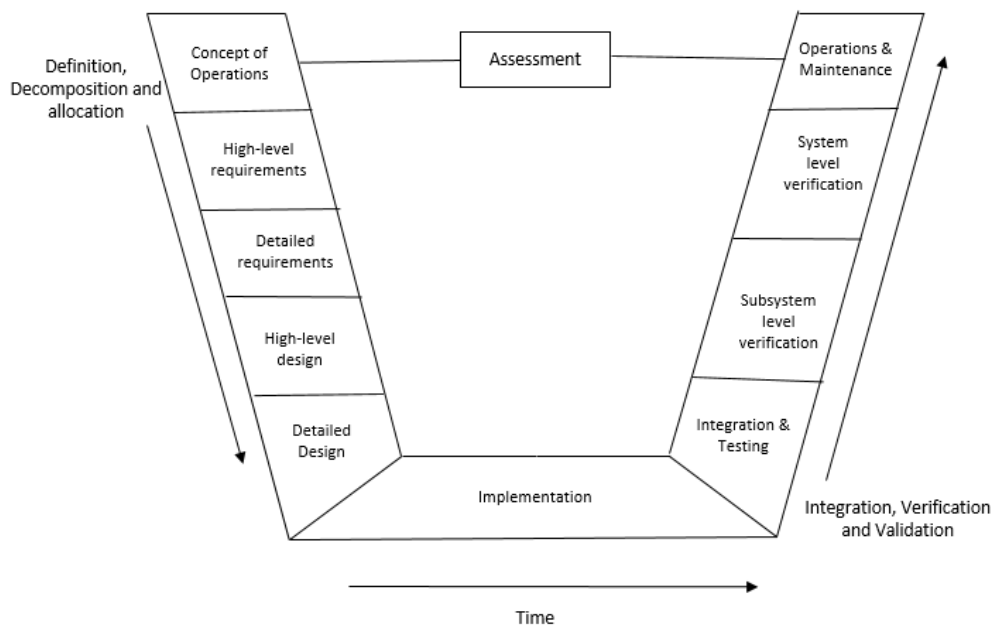 Concept of
Operations
Assessment
Operations &
Maintenance
Definition,
Decomposition and
allocation
High-level
requirements
System
level
verification
Detailed
requirements
High-level
design
Subsystem
level
verification
Detailed
Design
Integration &
Testing
Implementation
Integration, Verification
and Validation
Time